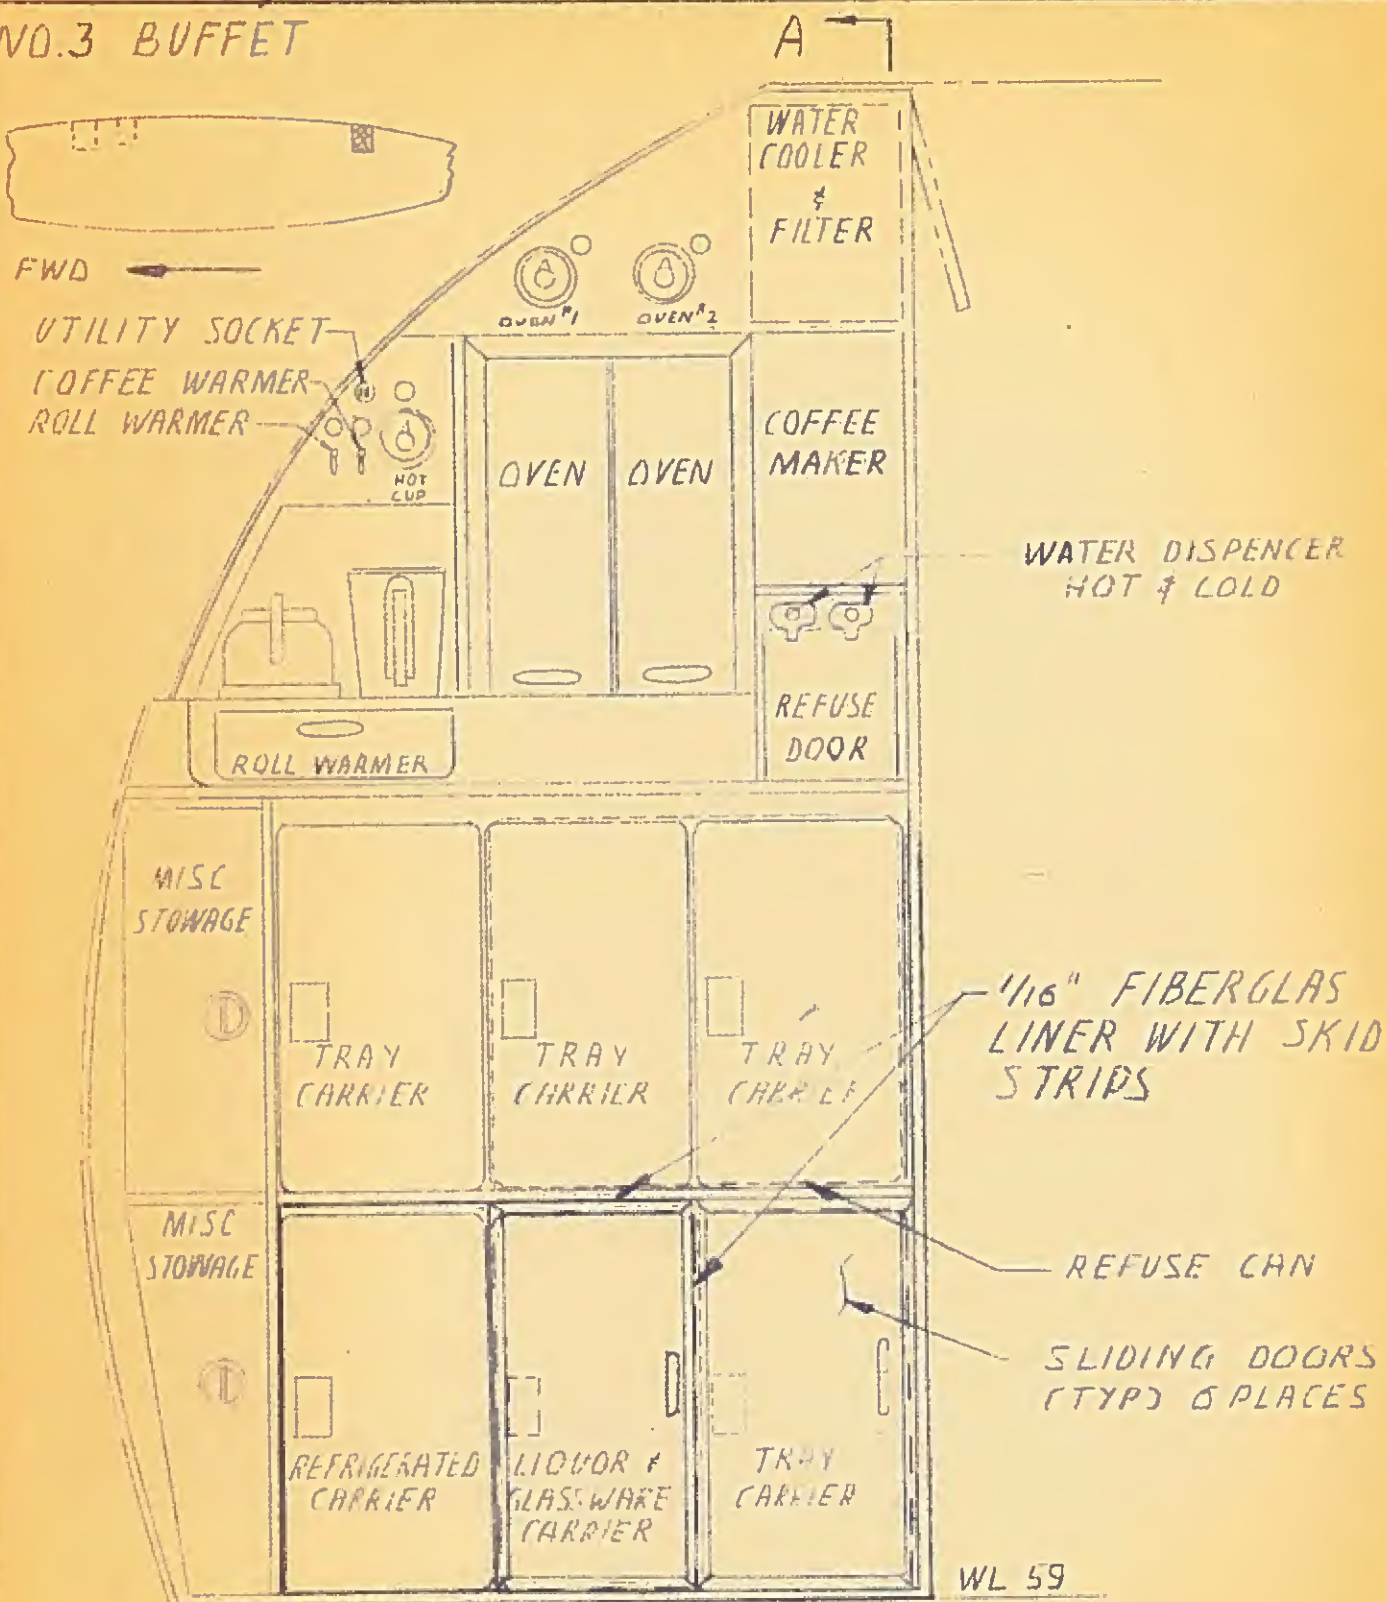 NO.3 BUFFET
A
WATER
COOLER
&
FILTER
FWD
OVEN #1
OVEN #2
UTILITY SOCKET
COFFEE WARMER
ROLL WARMER
HOT
CUP
OVEN
OVEN
COFFEE
MAKER
WATER DISPENCER
HOT & COLD
REFUSE
DOOR
ROLL WARMER
MISC
STOWAGE
TRAY
CARRIER
TRAY
CARRIER
TRAY
CARRIER
1/16" FIBERGLAS
LINER WITH SKID
STRIPS
MISC
STOWAGE
REFUSE CAN
SLIDING DOORS
(TYP) 6 PLACES
REFRIGERATED
CARRIER
LIQUOR &
GLASSWARE
CARRIER
TRAY
CARRIER
WL 59